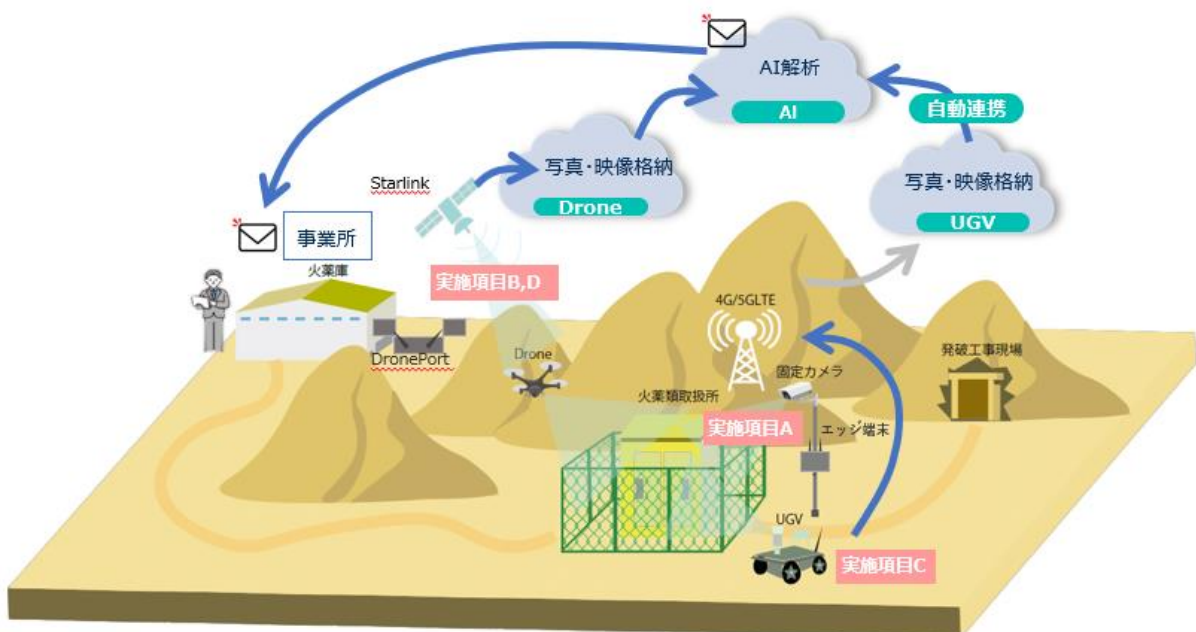 AI解析
AI
自動連携
写真・映像格納
Drone
写真・映像格納
UGV
Starlink
事業所
火薬庫
実施項目B,D
DronePort
Drone
4G/5GLTE
固定カメラ
発破工事現場
火薬類取扱所
実施項目A
エッジ端末
UGV
実施項目C